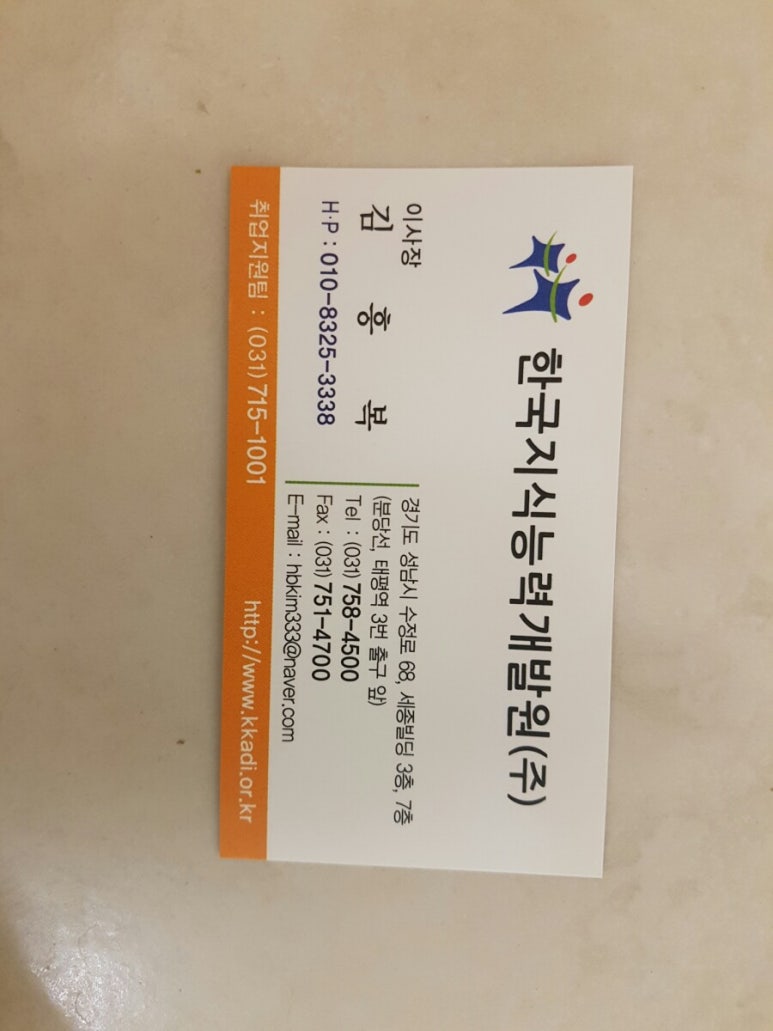 한국지식능력개발원(주)
이사장
김 홍 복
H·P : 010-8325-3338
경기도 성남시 수정로 68, 세종빌딩 3층, 7층
(분당선, 태평역 3번 출구 앞)
Tel : (031) 758-4500
Fax : (031) 751-4700
E-mail : hbkim333@naver.com
취업지원팀 : (031) 715-1001
http://www.kkadi.or.kr